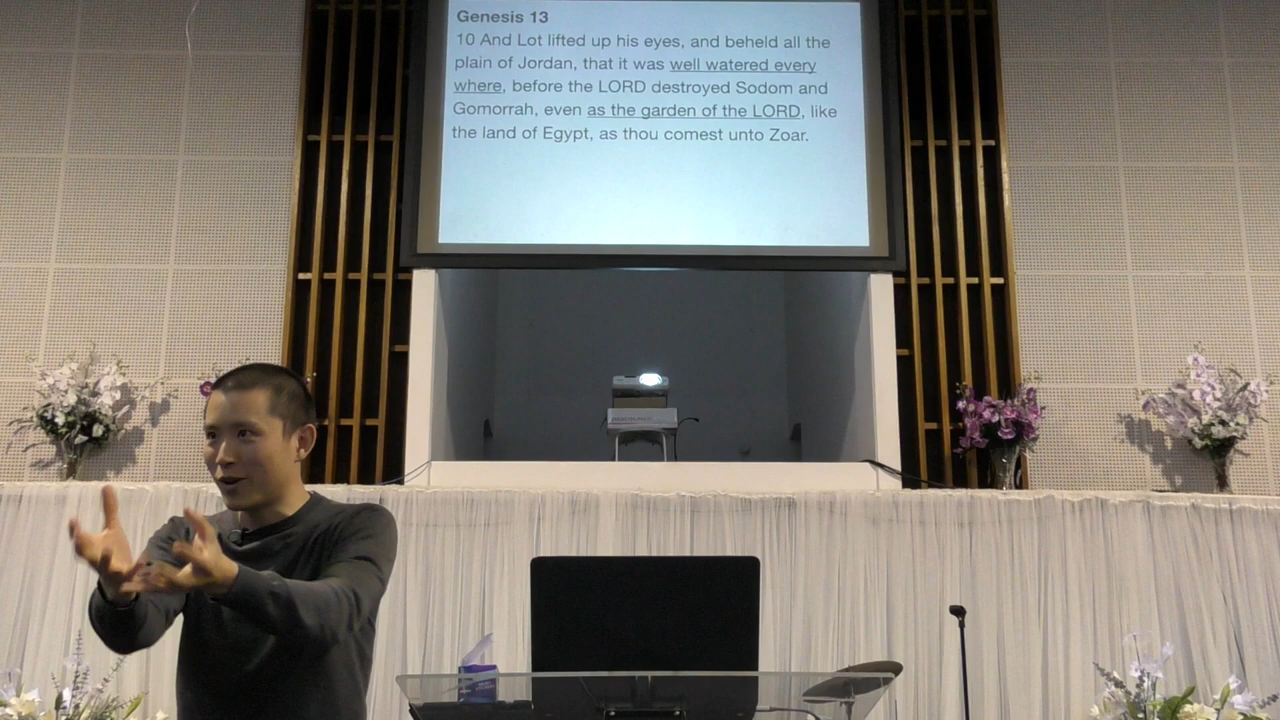 Genesis 13
10 And Lot lifted up his eyes, and beheld all the
plain of Jordan, that it was well watered every
where, before the LORD destroyed Sodom and
Gomorrah, even as the garden of the LORD, like
the land of Egypt, as thou comest unto Zoar.